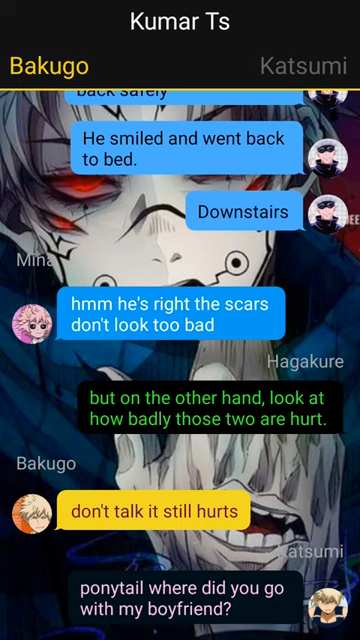 Kumar Ts
Bakugo
Katsumi
back safely
He smiled and went back
to bed.
Downstairs
Mina
hmm he's right the scars
don't look too bad
Hagakure
but on the other hand, look at
how badly those two are hurt.
Bakugo
don't talk it still hurts
Katsumi
ponytail where did you go
with my boyfriend?